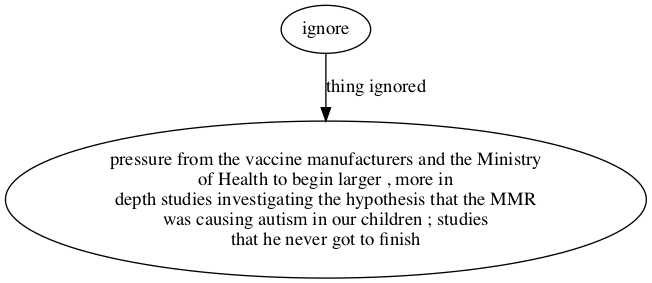 ignore
thing ignored
pressure from the vaccine manufacturers and the Ministry
of Health to begin larger , more in
depth studies investigating the hypothesis that the MMR
was causing autism in our children ; studies
that he never got to finish